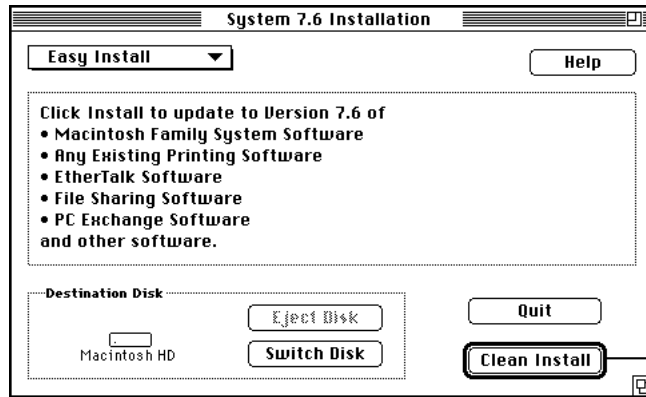 System 7.6 Installation
Easy Install
Help
Click Install to update to Version 7.6 of
• Macintosh Family System Software
• Any Existing Printing Software
• EtherTalk Software
• File Sharing Software
• PC Exchange Software
and other software.
Destination Disk
Eject Disk
Quit
Macintosh HD
Switch Disk
Clean Install